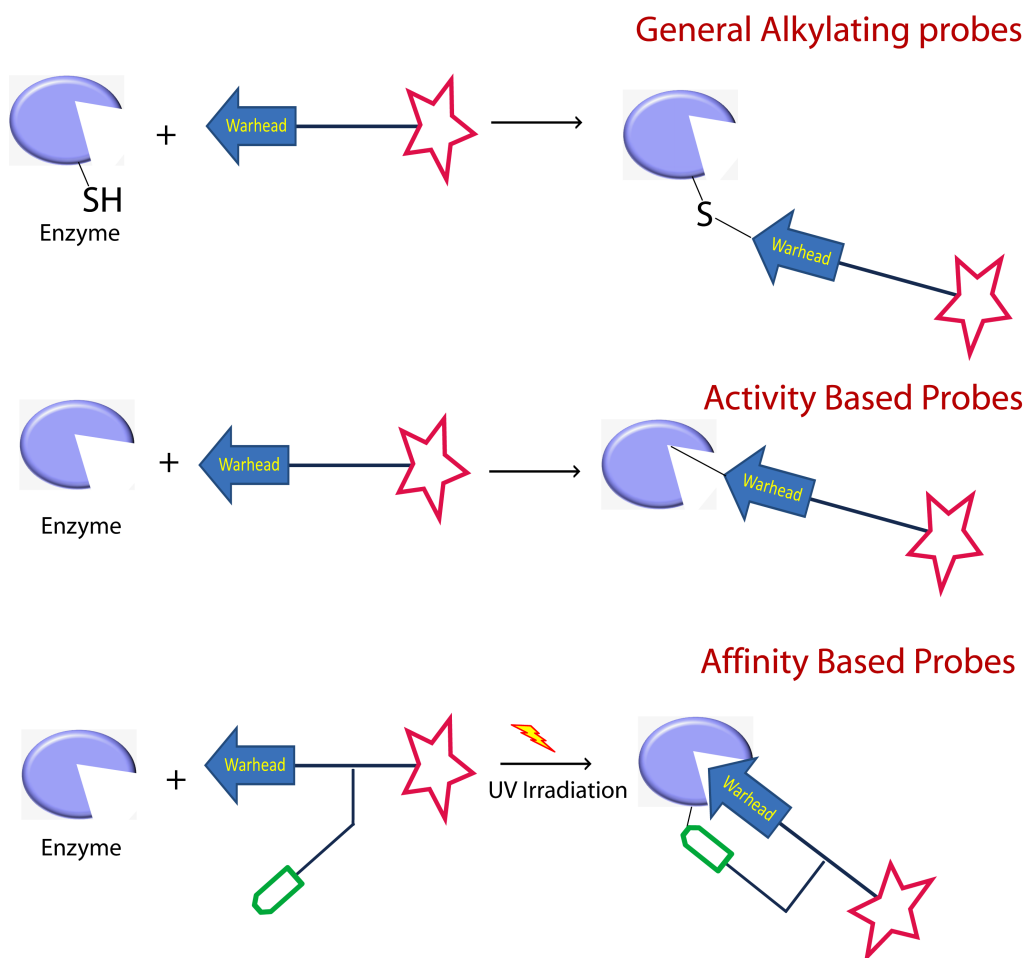 General Alkylating probes
+
Warhead
SH
Enzyme
S
Warhead
Activity Based Probes
+
Warhead
Warhead
Enzyme
Affinity Based Probes
+
Warhead
UV Irradiation
Warhead
Enzyme